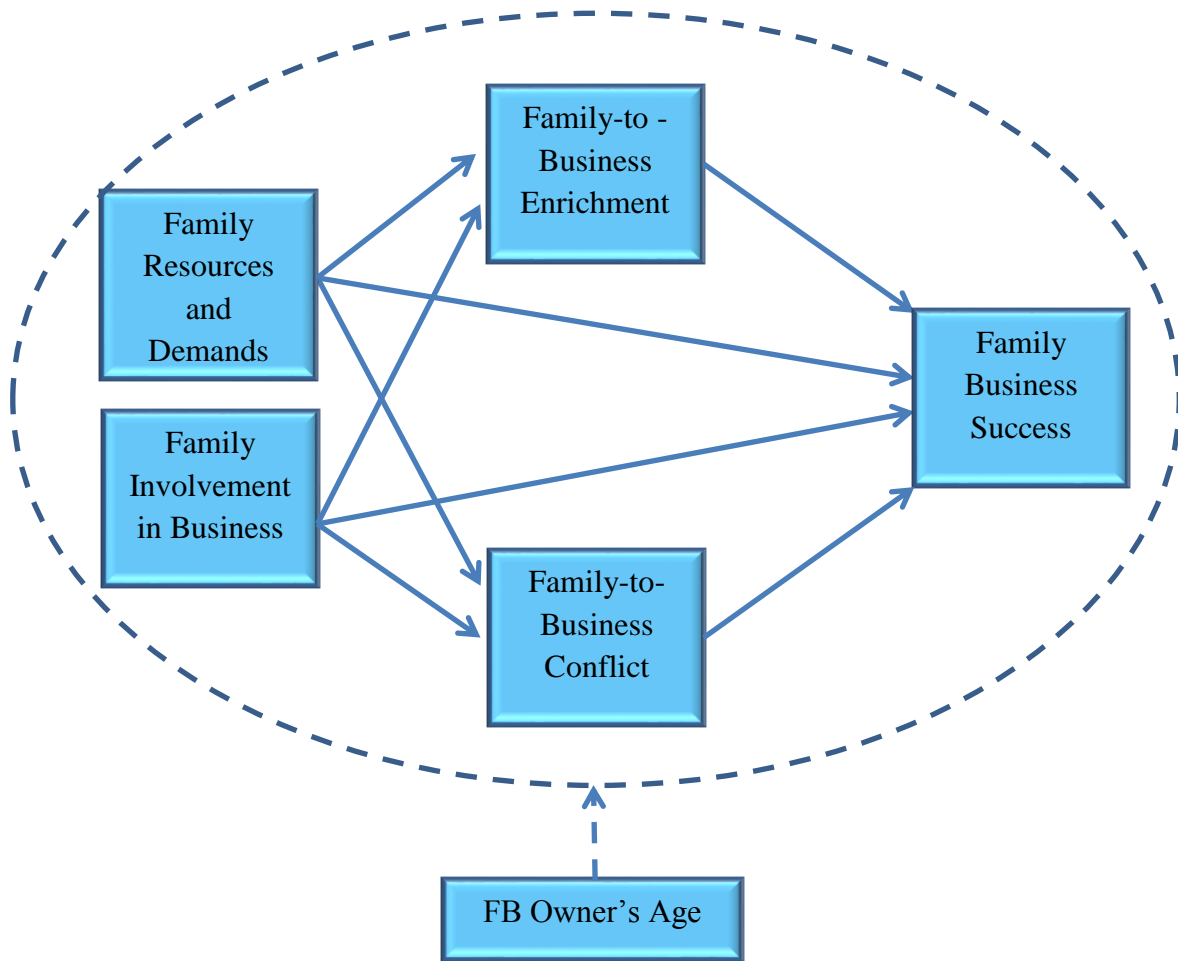 Family-to -
Business
Enrichment
Family
Resources
and
Demands
Family
Business
Success
Family
Involvement
in Business
Family-to-
Business
Conflict
FB Owner’s Age